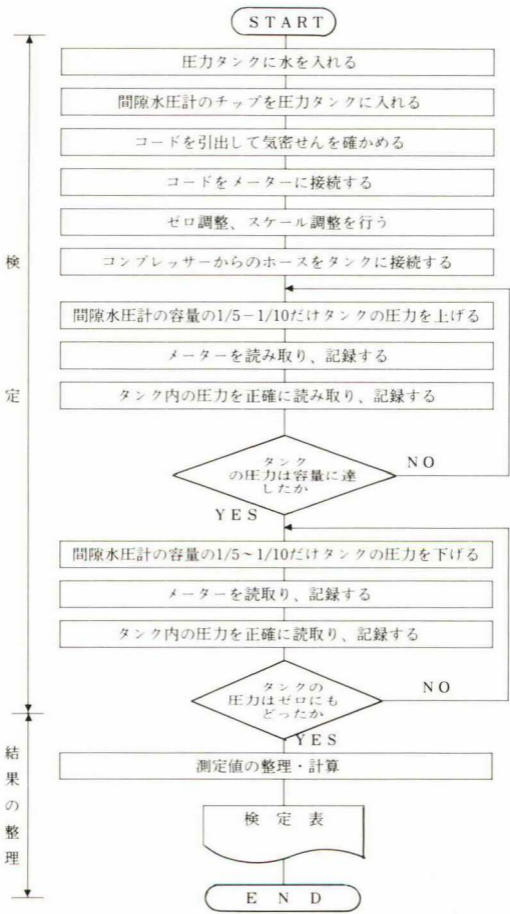 START
圧力タンクに水を入れる
間隙水圧計のチップを圧力タンクに入れる
コードを引出して気密せんを確かめる
コードをメーターに接続する
ゼロ調整、スケール調整を行う
コンプレッサーからのホースをタンクに接続する
検定
間隙水圧計の容量の1/5-1/10だけタンクの圧力を上げる
メーターを読み取り、記録する
タンク内の圧力を正確に読み取り、記録する
タンク
の圧力は容量に達
したか
NO
YES
間隙水圧計の容量の1/5~1/10だけタンクの圧力を下げる
メーターを読取り、記録する
タンク内の圧力を正確に読取り、記録する
タンクの
圧力はゼロにも
どったか
NO
YES
結果の整理
測定値の整理・計算
検定表
END